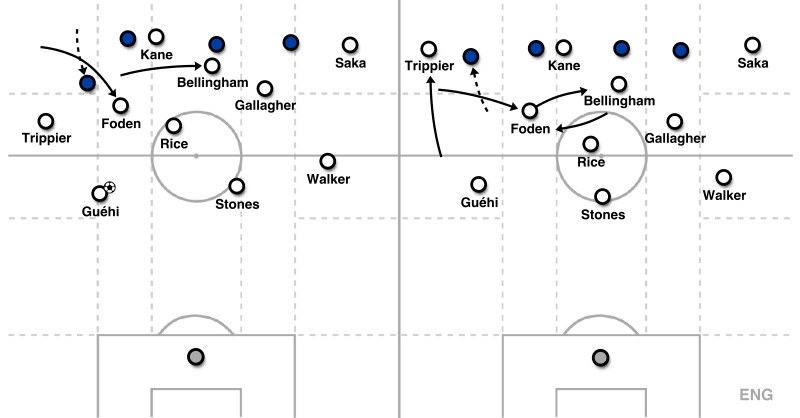 Kane
Saka
Bellingham
Gallagher
Foden
Trippier
Rice
Walker
Guéhi
Stones
Trippier
Kane
Saka
Bellingham
Foden
Gallagher
Rice
Walker
Guéhi
Stones
ENG